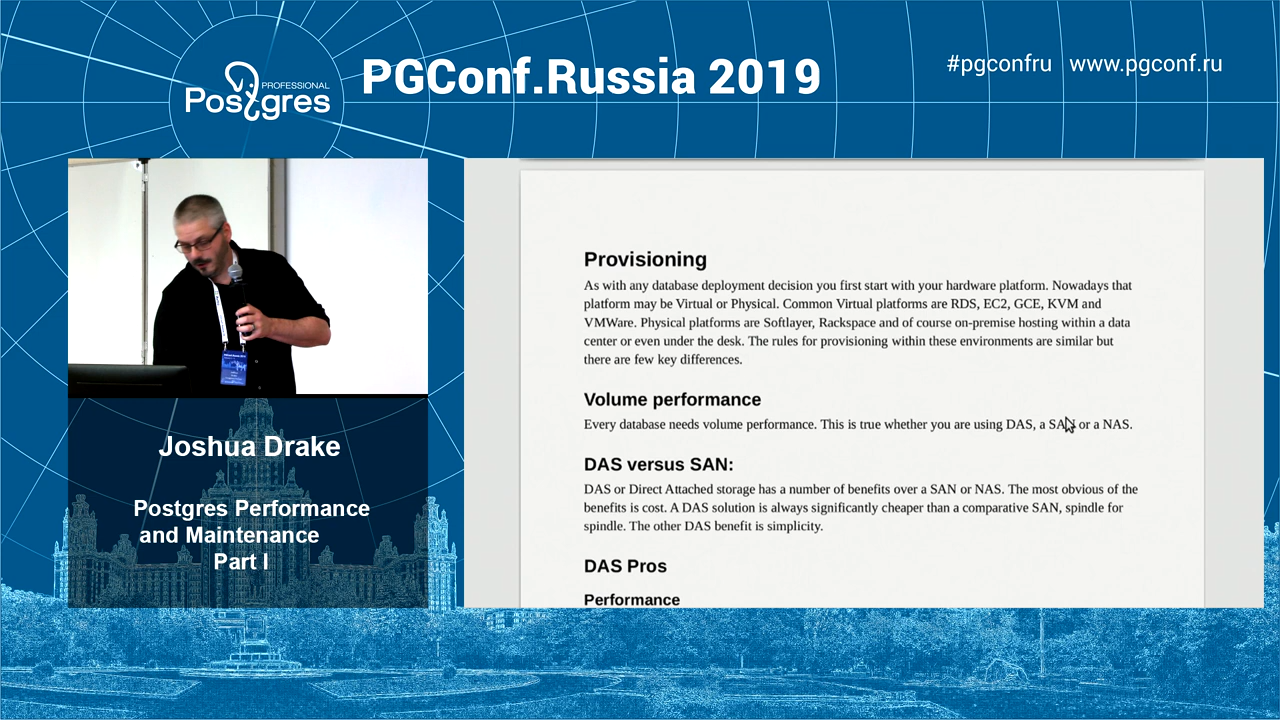 PROFESSIONAL
Postgres
PGConf.Russia 2019
#pgconfru www.pgconf.ru
Joshua Drake
Postgres Performance
and Maintenance
Part I
Provisioning
As with any database deployment decision you first start with your hardware platform. Nowadays that
platform may be Virtual or Physical. Common Virtual platforms are RDS, EC2, GCE, KVM and
VMWare. Physical platforms are Softlayer, Rackspace and of course on-premise hosting within a data
center or even under the desk. The rules for provisioning within these environments are similar but
there are few key differences.
Volume performance
Every database needs volume performance. This is true whether you are using DAS, a SAN or a NAS.
DAS versus SAN:
DAS or Direct Attached storage has a number of benefits over a SAN or NAS. The most obvious of the
benefits is cost. A DAS solution is always significantly cheaper than a comparative SAN, spindle for
spindle. The other DAS benefit is simplicity.
DAS Pros
Performance